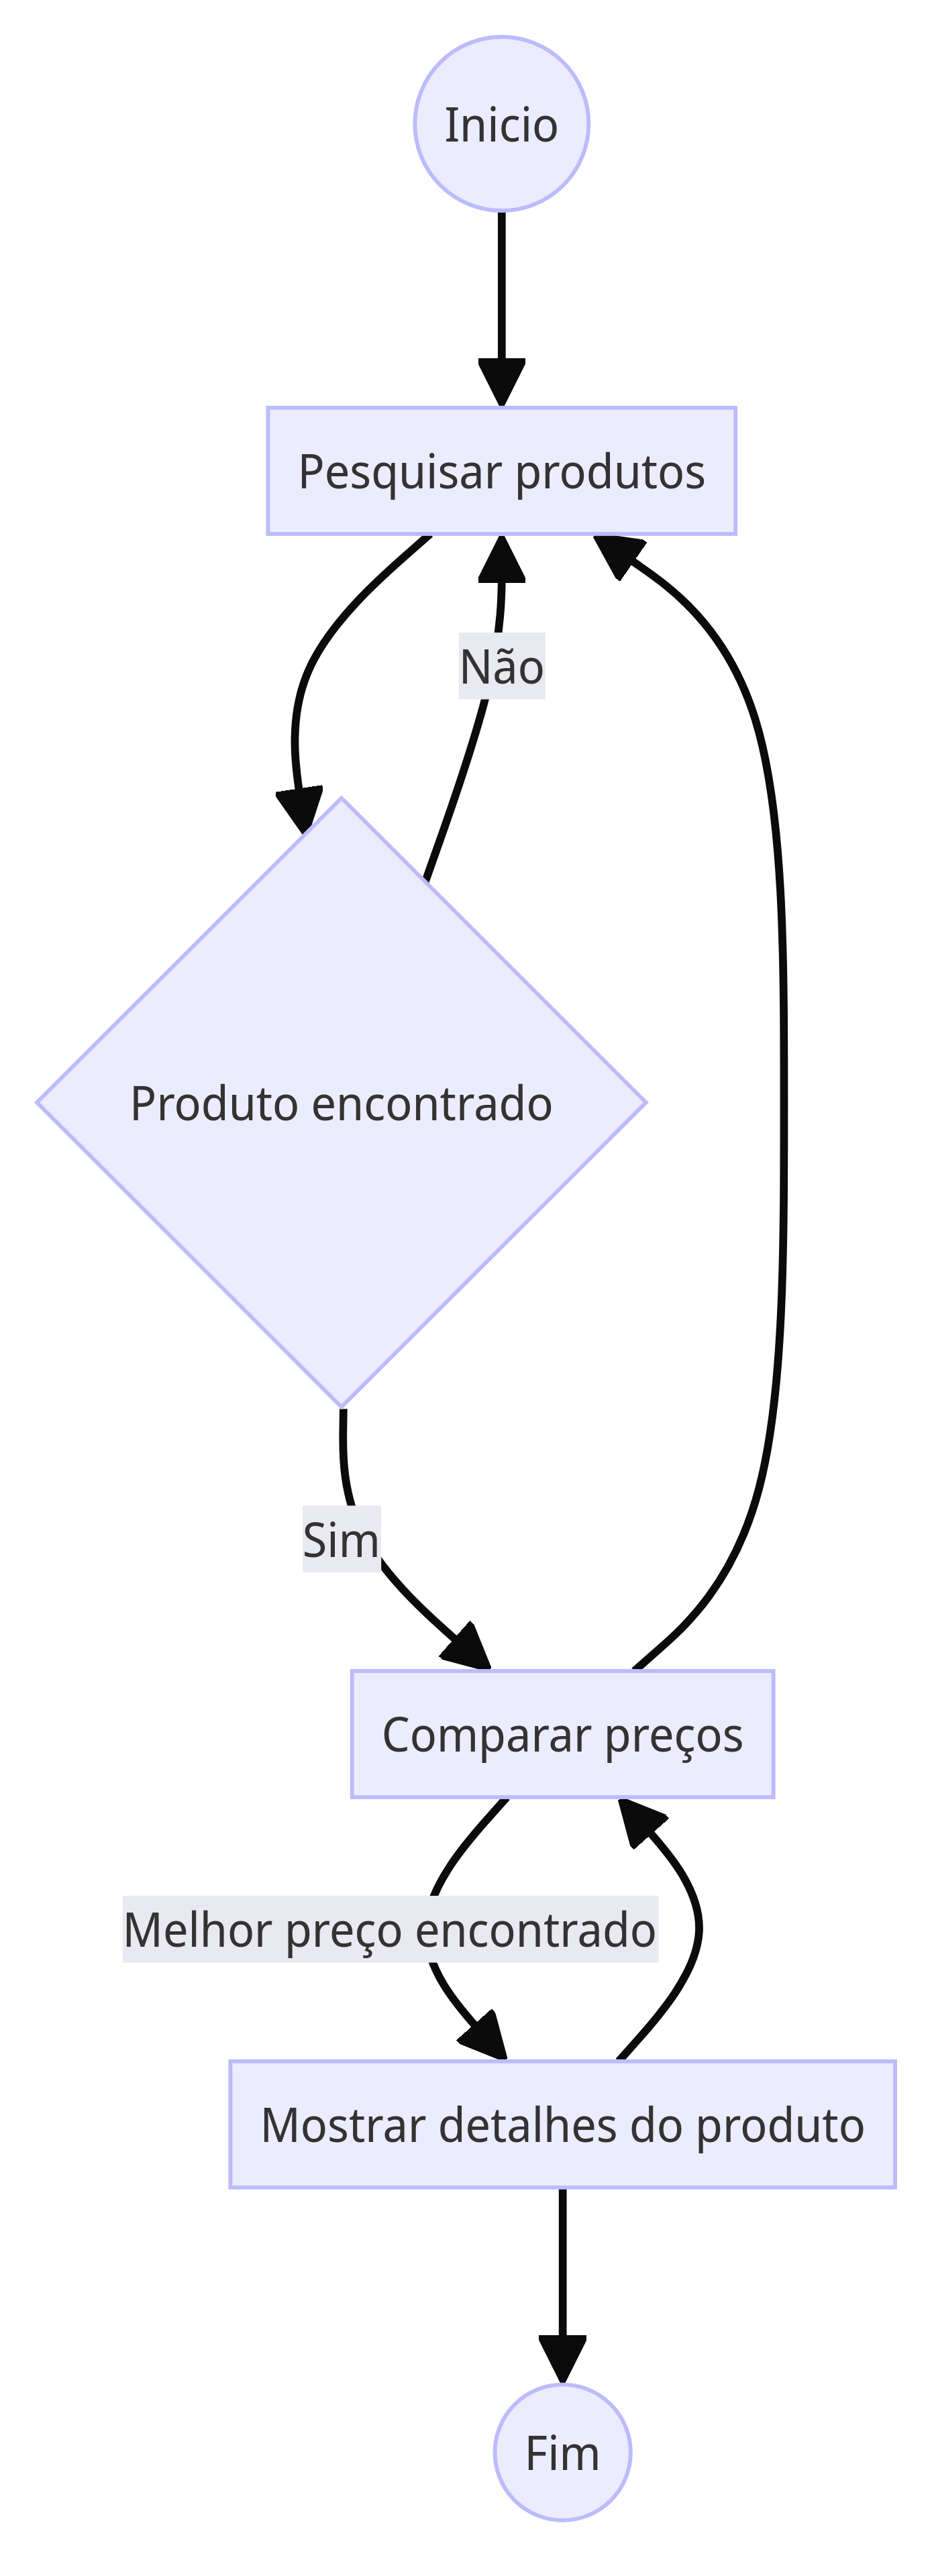 Inicio
Pesquisar produtos
Não
Produto encontrado
Sim
Comparar preços
Melhor preço encontrado
Mostrar detalhes do produto
Fim